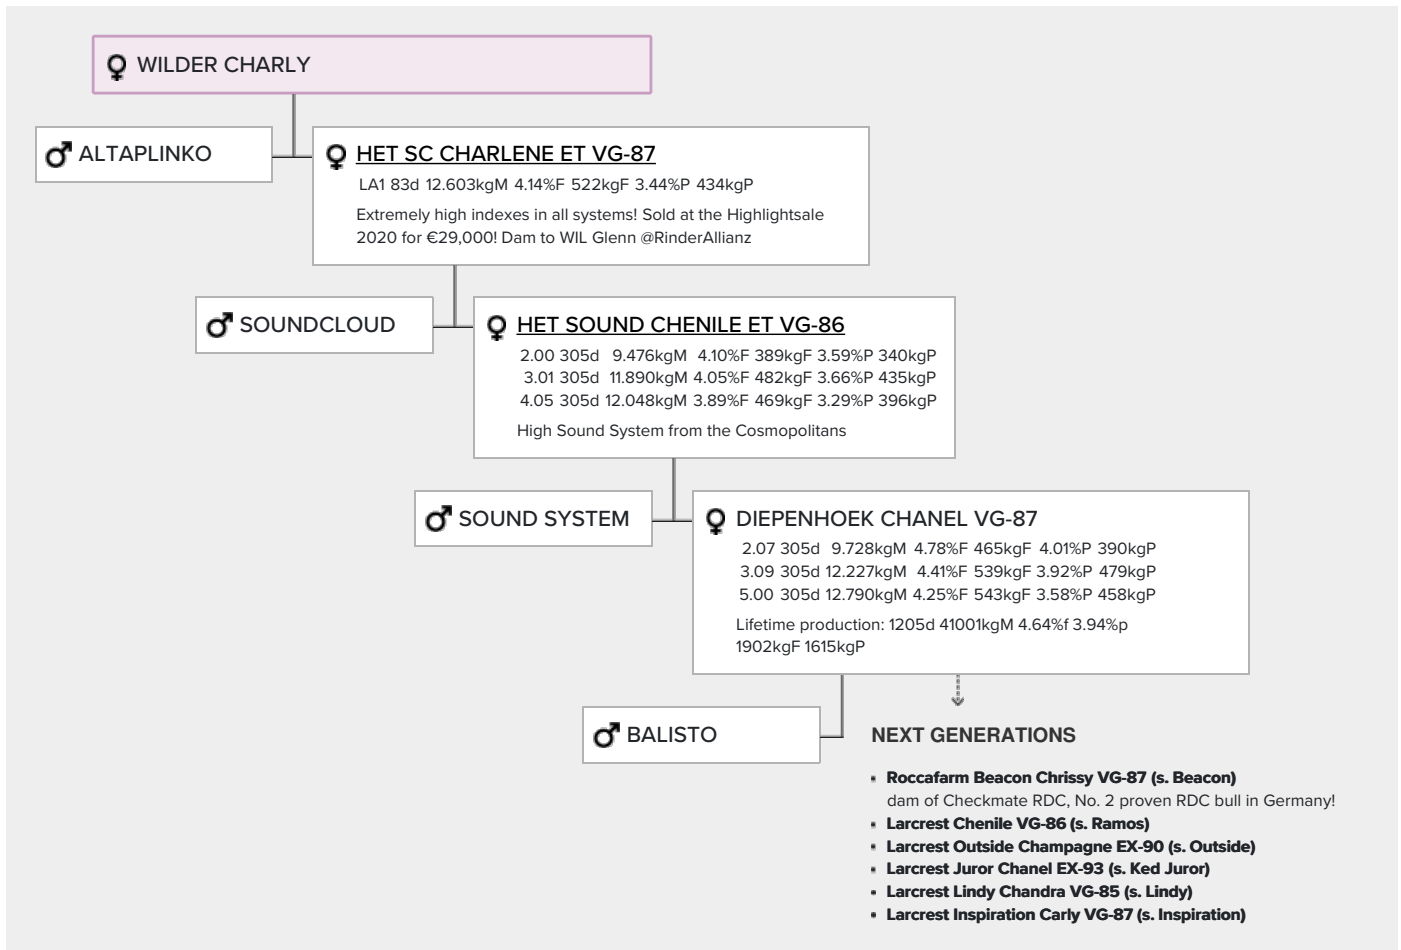 WILDER CHARLY
ALTAPLINKO
HET SC CHARLENE ET VG-87
LA1 83d 12.603kgM 4.14%F 522kgF 3.44%P 434kgP
Extremely high indexes in all systems! Sold at the Highlightsale
2020 for €29,000! Dam to WIL Glenn @RinderAllianz
SOUNDCLOUD
HET SOUND CHENILE ET VG-86
2.00 305d 9.476kgM 4.10%F 389kgF 3.59%P 340kgP
3.01 305d 11.890kgM 4.05%F 482kgF 3.66%P 435kgP
4.05 305d 12.048kgM 3.89%F 469kgF 3.29%P 396kgP
High Sound System from the Cosmopolitans
SOUND SYSTEM
DIEPENHOEK CHANEL VG-87
2.07 305d 9.728kgM 4.78%F 465kgF 4.01%P 390kgP
3.09 305d 12.227kgM 4.41%F 539kgF 3.92%P 479kgP
5.00 305d 12.790kgM 4.25%F 543kgF 3.58%P 458kgP
Lifetime production: 1205d 41001kgM 4.64%f 3.94%p
1902kgF 1615kgP
BALISTO
NEXT GENERATIONS
Roccafarm Beacon Chrissy VG-87 (s. Beacon)
dam of Checkmate RDC, No. 2 proven RDC bull in Germany!
Larcrest Chenile VG-86 (s. Ramos)
Larcrest Outside Champagne EX-90 (s. Outside)
Larcrest Juror Chanel EX-93 (s. Ked Juror)
Larcrest Lindy Chandra VG-85 (s. Lindy)
Larcrest Inspiration Carly VG-87 (s. Inspiration)